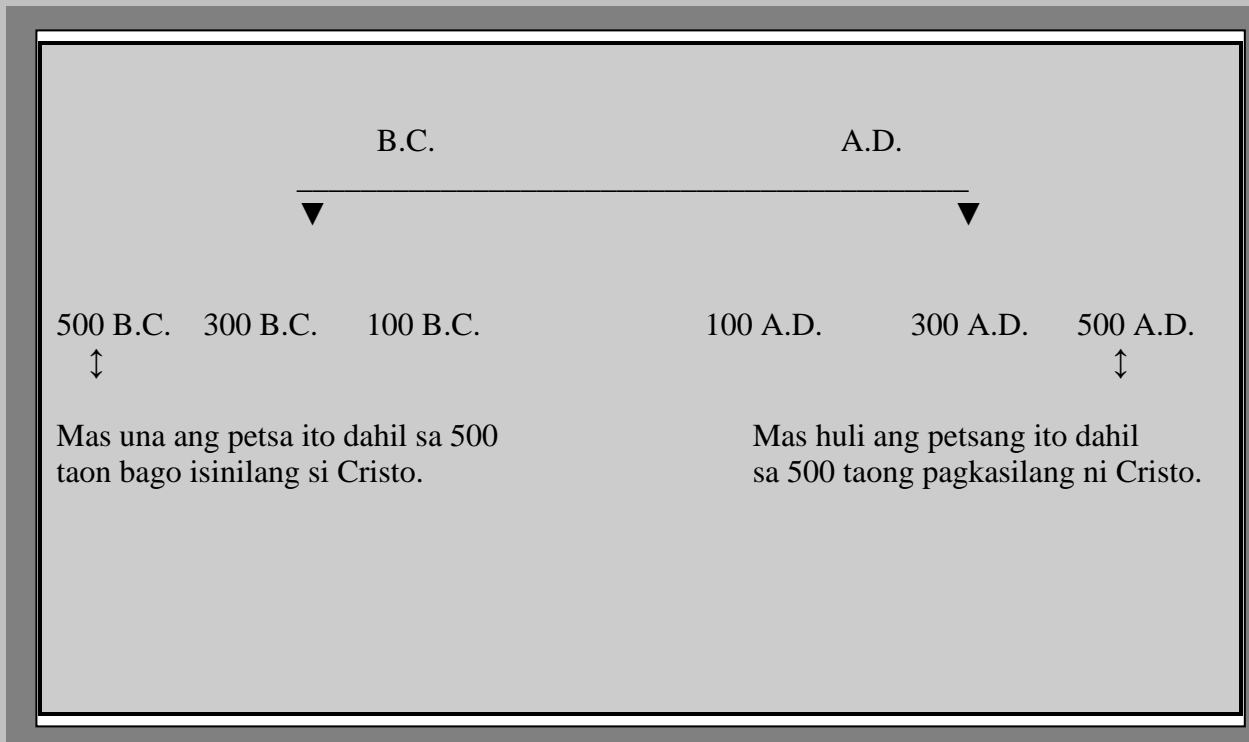 B.C. A.D.
500 B.C. 300 B.C. 100 B.C. 100 A.D. 300 A.D. 500 A.D.
Mas una ang petsa ito dahil sa 500
taon bago isinilang si Cristo.
Mas huli ang petsang ito dahil
sa 500 taong pagkasilang ni Cristo.